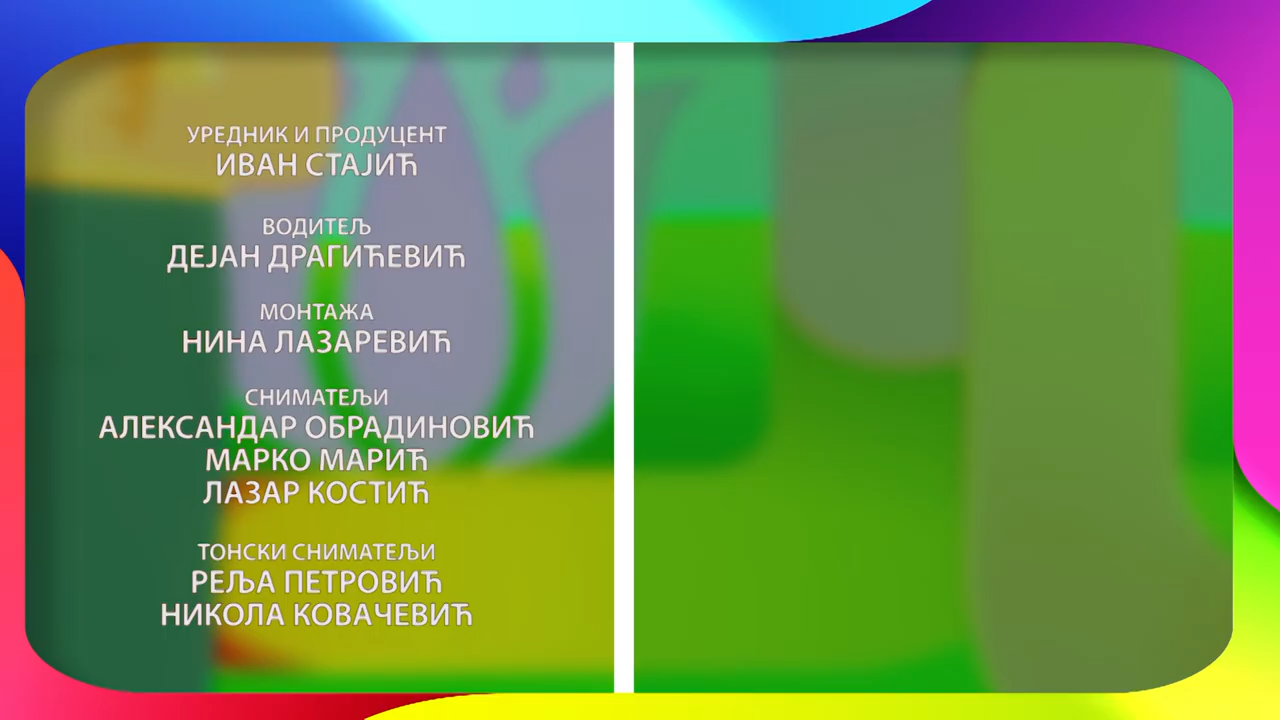 УРЕДНИК И ПРОДУЦЕНТ
ИВАН СТАЈИЋ
ВОДИТЕЉ
ДЕЈАН ДРАГИЋЕВИЋ
МОНТАЖА
НИНА ЛАЗАРЕВИЋ
СНИМАТЕЉИ
АЛЕКСАНДАР ОБРАДИНОВИЋ
МАРКО МАРИЋ
ЛАЗАР КОСТИЋ
ТОНСКИ СНИМАТЕЉИ
РЕЉА ПЕТРОВИЋ
НИКОЛА КОВАЧЕВИЋ